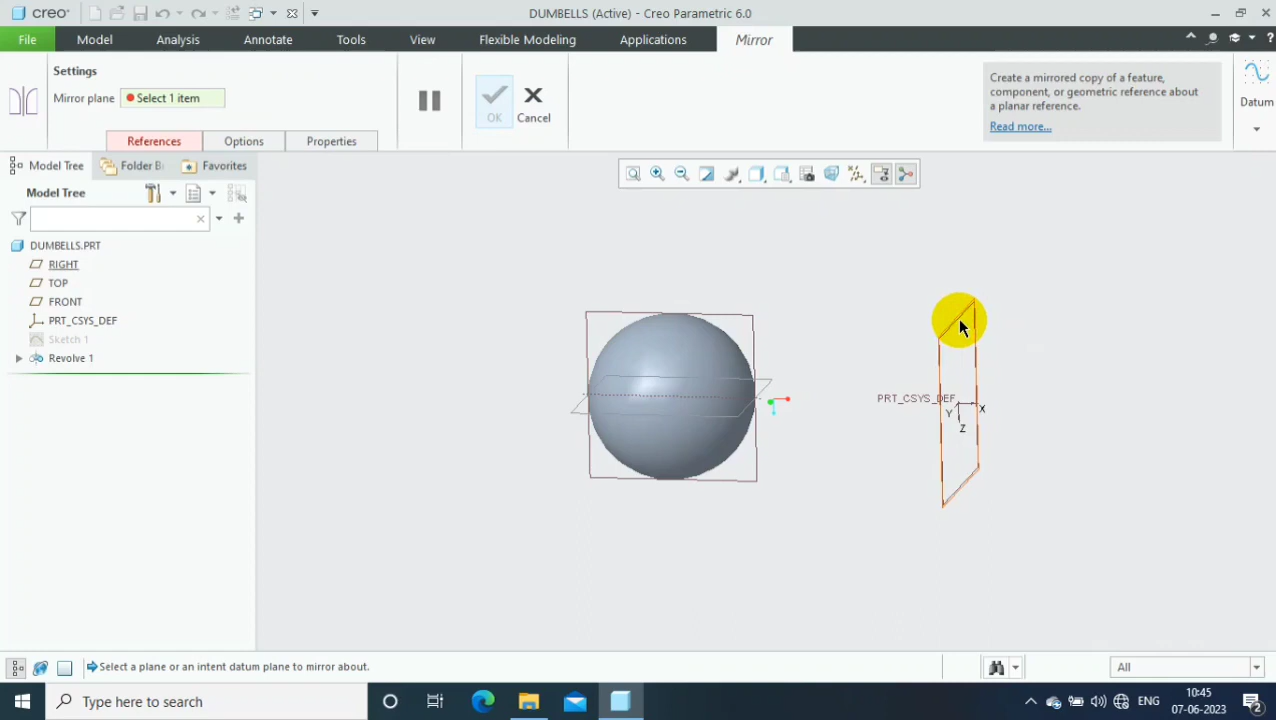 creo® DUMBELLS (Active) - Creo Parametric 6.0
File Model Analysis Annotate Tools View Flexible Modeling Applications Mirror
Settings
Mirror plane Select 1 item
OK Cancel
References Options Properties
Create a mirrored copy of a feature,
component, or geometric reference about
a planar reference.
Read more...
Datum
Model Tree Folder B Favorites
Model Tree
DUMBELLS.PRT
RIGHT
TOP
FRONT
PRT_CSYS_DEF
Sketch 1
Revolve 1
PRT_CSYS_DEF
X
Y
Z
Select a plane or an intent datum plane to mirror about.
All
Type here to search
ENG
10:45
07-06-2023
2